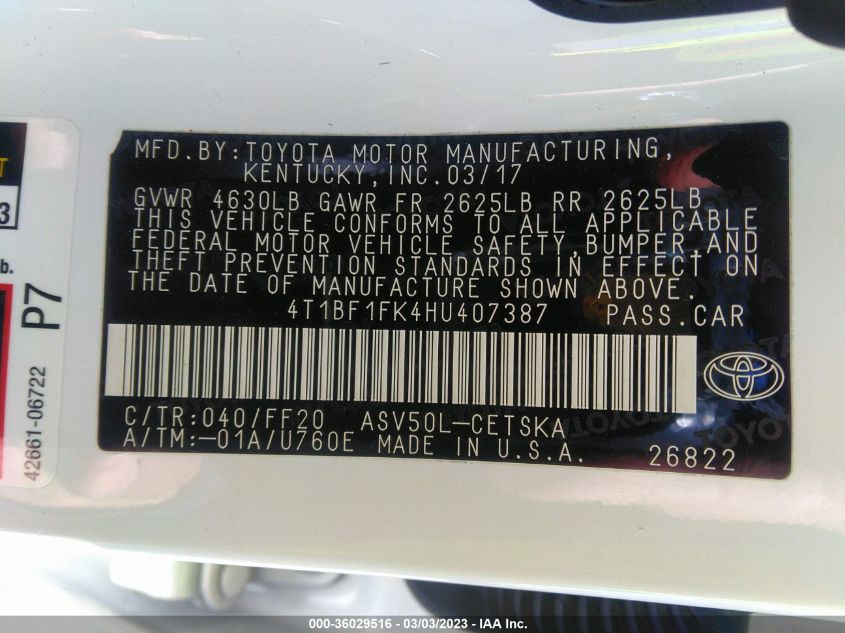 MFD.BY:TOYOTA MOTOR MANUFACTURING,
KENTUCKY,INC.03/17
GVWR 4630LB GAWR FR 2625LB RR 2625LB
THIS VEHICLE CONFORMS TO ALL APPLICABLE
FEDERAL MOTOR VEHICLE SAFETY,BUMPER,AND
THEFT PREVENTION STANDARDS IN EFFECT ON
THE DATE OF MANUFACTURE SHOWN ABOVE.
4T1BF1FK4HU407387 PASS.CAR
C/TR:040/FF20 ASV50L-CETSKA
A/TM:-01A/U760E MADE IN U.S.A. 26822
P7
42661-06722
000-36029516 - 03/03/2023 - IAA Inc.